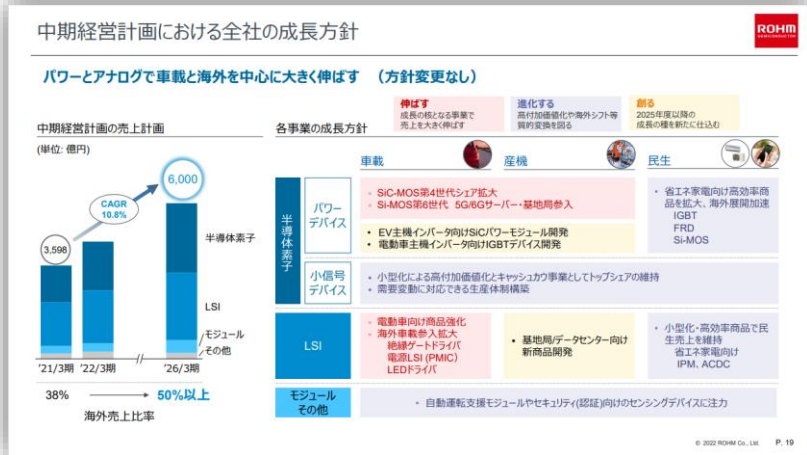 中期経営計画における全社の成長方針
ROHM
SEMICONDUCTOR
パワーとアナログで車載と海外を中心に大きく伸ばす （方針変更なし）
中期経営計画の売上計画
(単位: 億円)
6,000
CAGR
10.8%
3,598
半導体素子
LSI
モジュール
その他
'21/3期
'22/3期
'26/3期
38%
50%以上
海外売上比率
各事業の成長方針
伸ばす
成長の核となる事業で
売上を大きく伸ばす
進化する
高付加価値化や海外シフト等
質的変換を図る
創る
2025年度以降の
成長の種を新たに仕込む
車載
産機
民生
半導体素子
パワー
デバイス
・ SiC-MOS第4世代シェア拡大
・ Si-MOS第6世代 5G/6Gサーバー・基地局参入
・ EV主機インバータ向けSiCパワーモジュール開発
・ 電動車主機インバータ向けIGBTデバイス開発
・ 省エネ家電向け高効率商
品を拡大、海外展開加速
IGBT
FRD
Si-MOS
小信号
デバイス
・ 小型化による高付加価値化とキャッシュカウ事業としてトップシェアの維持
・ 需要変動に対応できる生産体制構築
LSI
・ 電動車向け商品強化
・ 海外車載参入拡大
絶縁ゲートドライバ
電源LSI (PMIC)
LEDドライバ
・ 基地局/データセンター向け
新商品開発
・ 小型化・高効率商品で民
生売上を維持
省エネ家電向け
IPM、ACDC
モジュール
その他
・ 自動運転支援モジュールやセキュリティ(認証)向けのセンシングデバイスに注力
© 2022 ROHM Co., Ltd.
P. 19